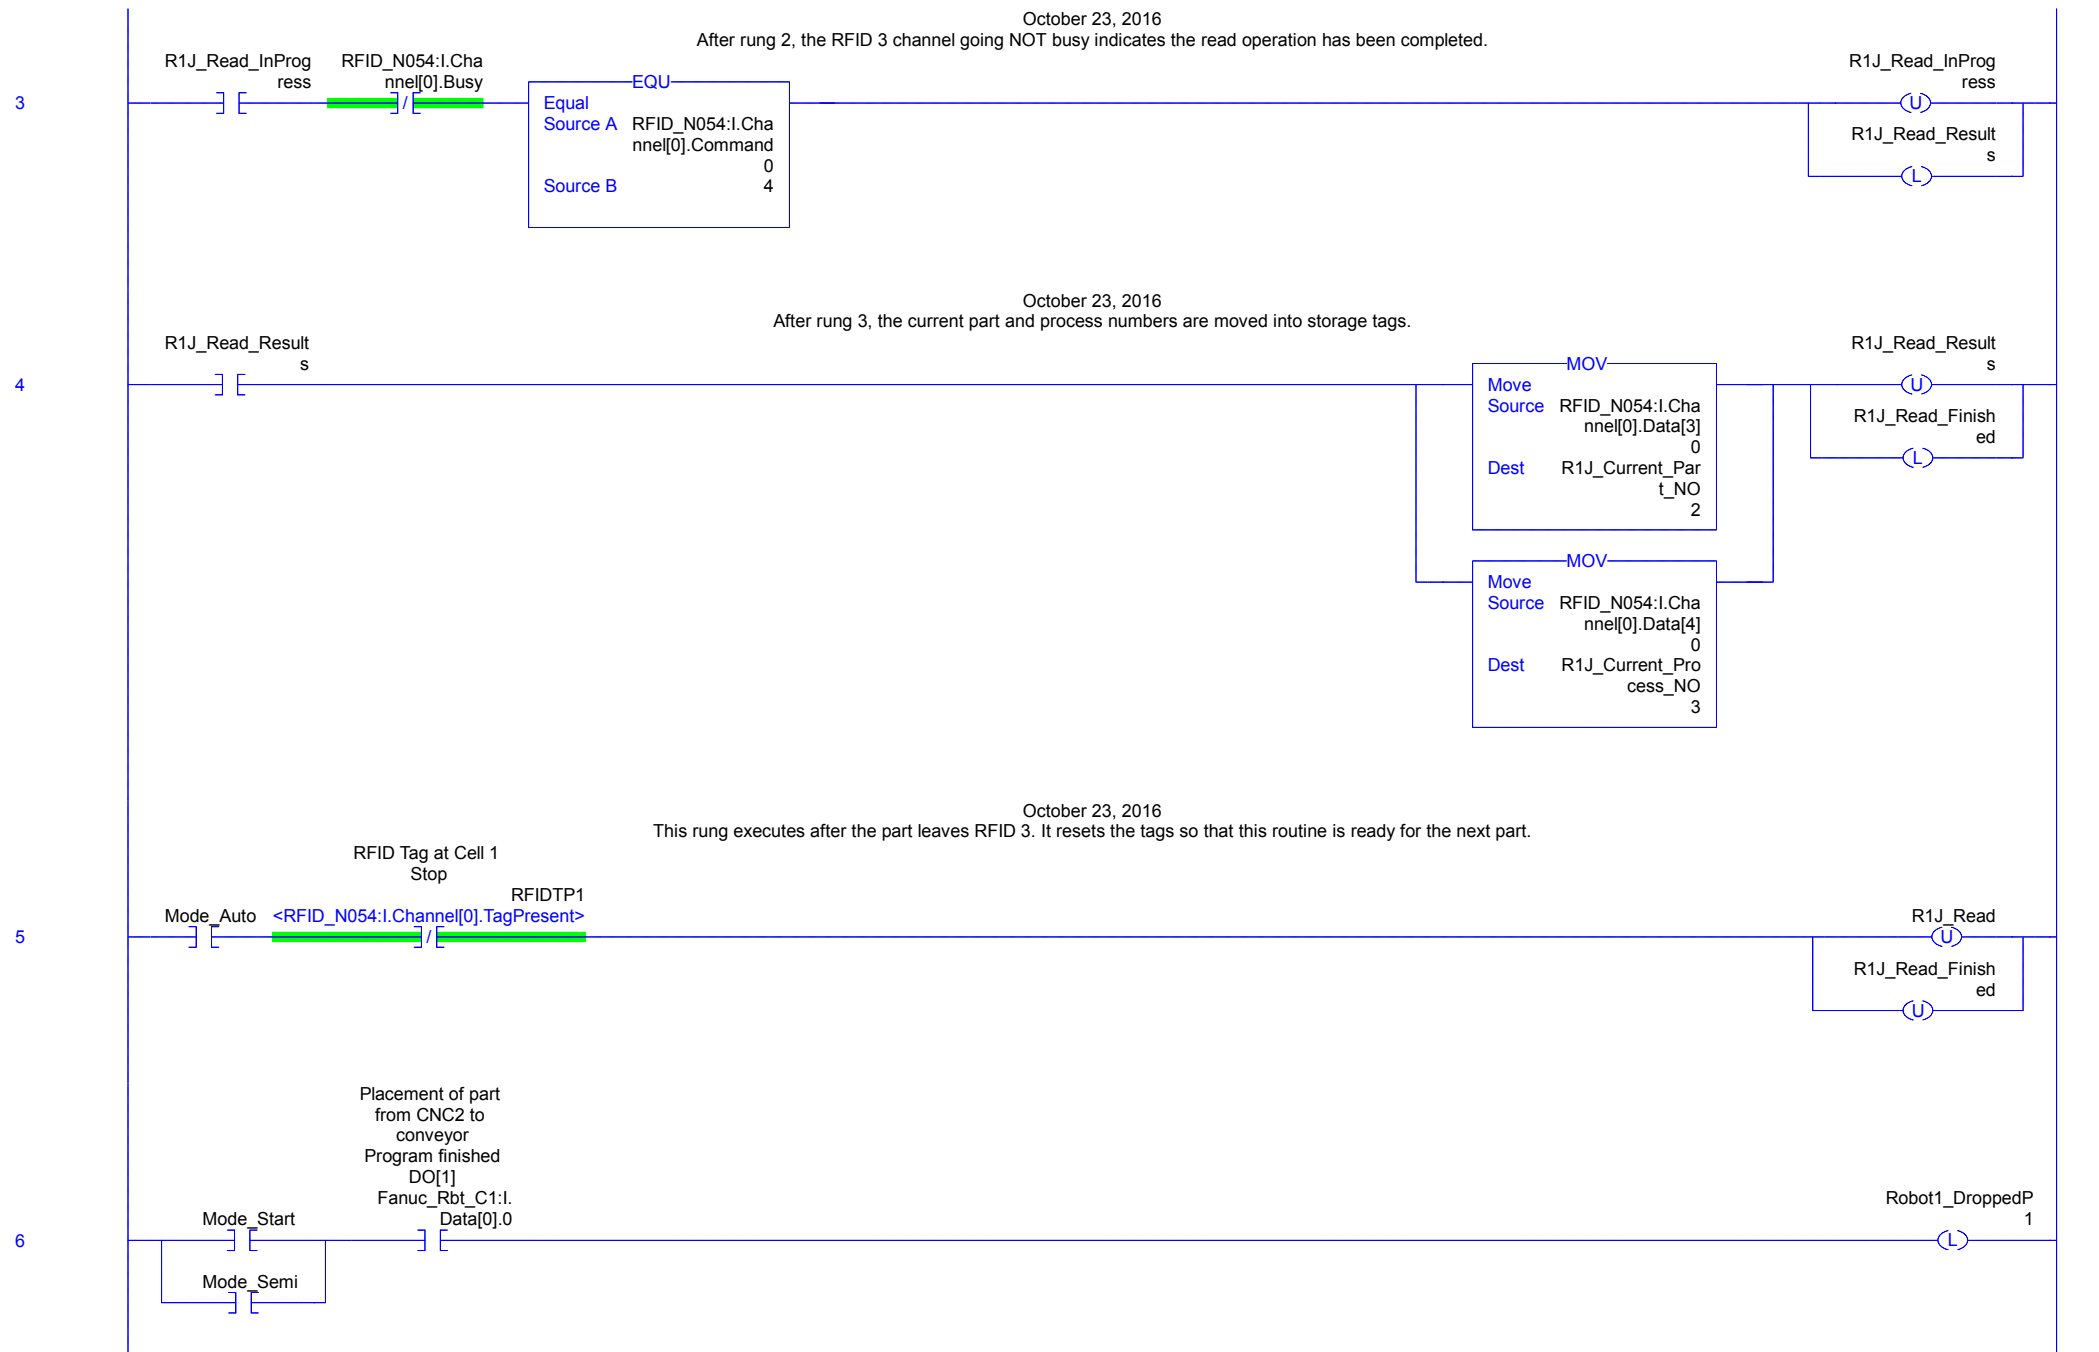 October 23, 2016
After rung 2, the RFID 3 channel going NOT busy indicates the read operation has been completed.
R1J_Read_InProg
ress
RFID_N054:I.Cha
nnel[0].Busy
EQU
Equal
Source A RFID_N054:I.Cha
nnel[0].Command
0
Source B 4
R1J_Read_InProg
ress
U
R1J_Read_Result
s
L
3
October 23, 2016
After rung 3, the current part and process numbers are moved into storage tags.
R1J_Read_Result
s
4
MOV
Move
Source RFID_N054:I.Cha
nnel[0].Data[3]
0
Dest R1J_Current_Par
t_NO
2
MOV
Move
Source RFID_N054:I.Cha
nnel[0].Data[4]
0
Dest R1J_Current_Pro
cess_NO
3
R1J_Read_Result
s
U
R1J_Read_Finish
ed
L
October 23, 2016
This rung executes after the part leaves RFID 3. It resets the tags so that this routine is ready for the next part.
RFID Tag at Cell 1
Stop
RFIDTP1
Mode_Auto <RFID_N054:I.Channel[0].TagPresent>
5
R1J_Read
U
R1J_Read_Finish
ed
U
Placement of part
from CNC2 to
conveyor
Program finished
DO[1]
Fanuc_Rbt_C1:I.
Data[0].0
Mode_Start
6
Mode_Semi
Robot1_DroppedP
1
L